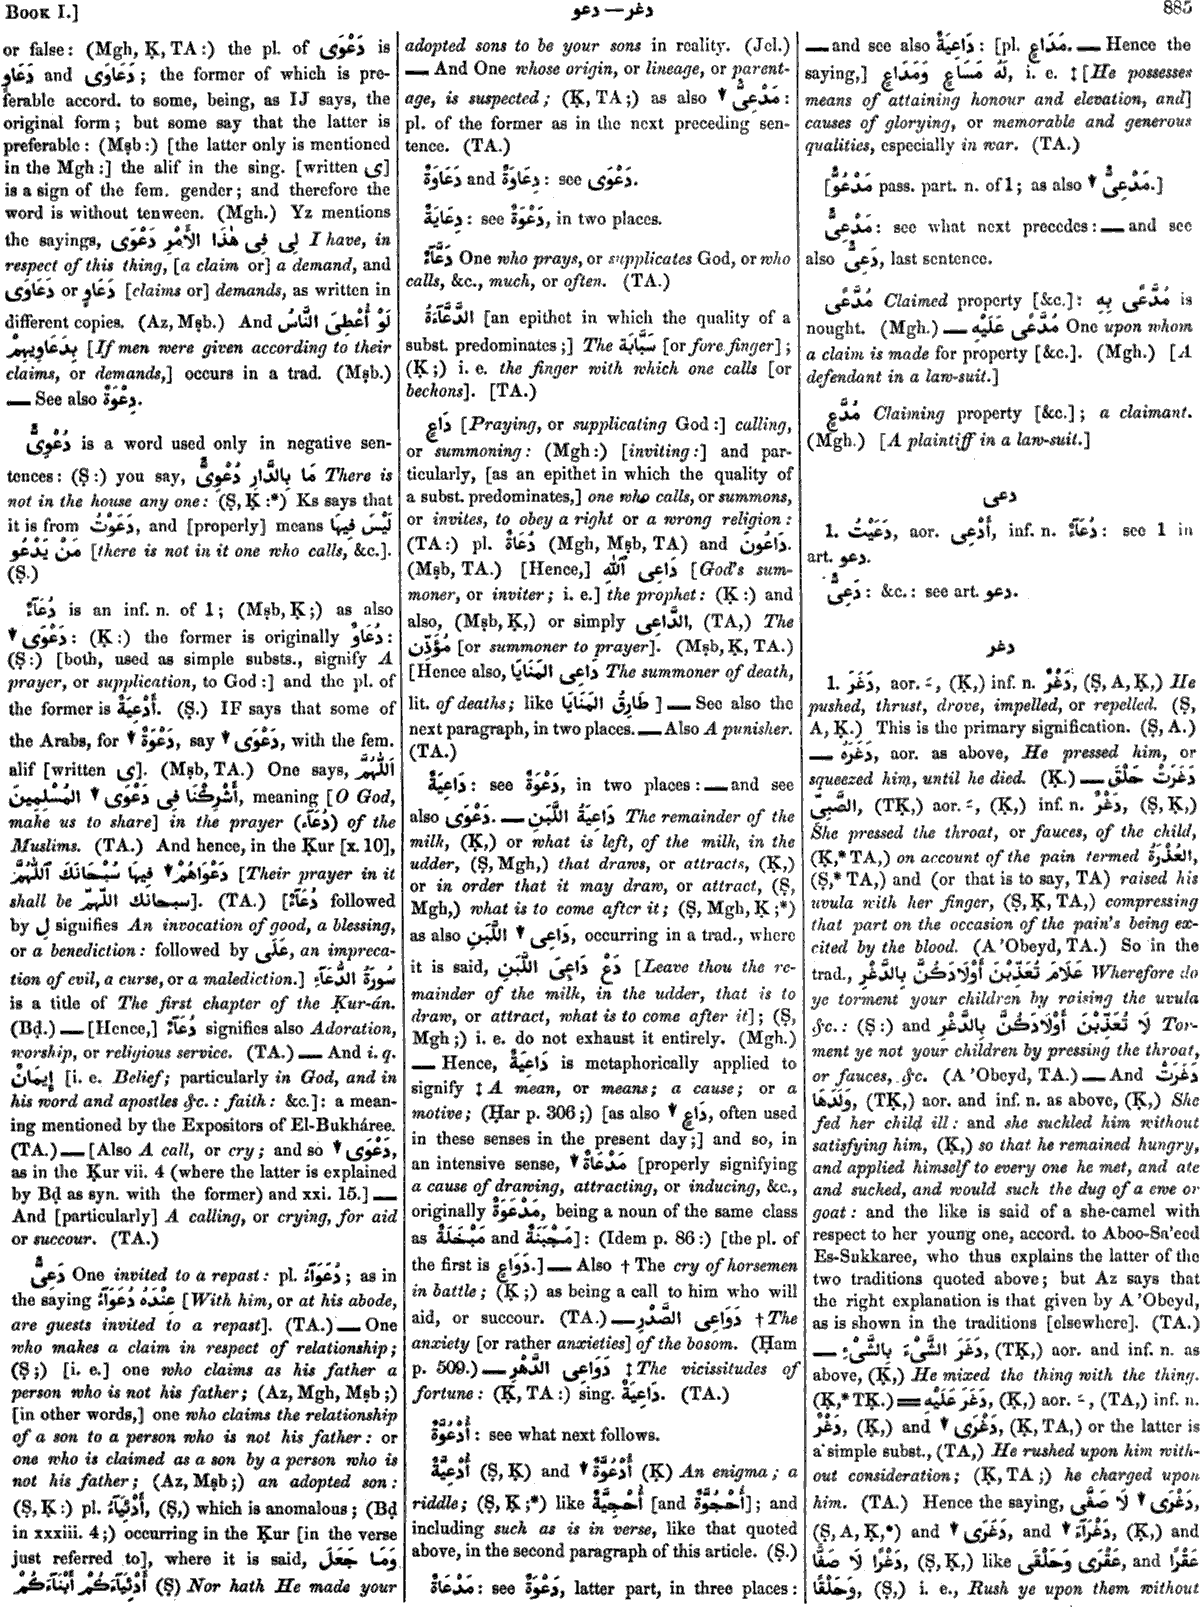 BOOK I.]
دعو — دغر
885
or false: (Mgh, Ḳ, TA:) the pl. of دَعْوَى is
دَعَاوَى and دَعَاوٍ; the former of which is pre-
ferable accord. to some, being, as IJ says, the
original form; but some say that the latter is
preferable: (Mṣb:) [the latter only is mentioned
in the Mgh:] the alif in the sing. [written ى]
is a sign of the fem. gender; and therefore the
word is without tenween. (Mgh.) Yz mentions
the sayings, لِى فِى هٰذَا الأَمْرِ دَعْوَى I have, in
respect of this thing, [a claim or] a demand, and
دَعَاوَى or دَعَاوٍ [claims or] demands, as written in
different copies. (Az, Mṣb.) And لَوْ أُعْطِىَ النَّاسُ
بِدَعَاوِيهِمْ [If men were given according to their
claims, or demands,] occurs in a trad. (Mṣb.)
— See also دِعْوَةٌ.
دُعْوِىٌّ is a word used only in negative sen-
tences: (Ṣ:) you say, مَا بِالدَّارِ دُعْوِىٌّ There is
not in the house any one: (Ṣ, Ḳ:*) Ks says that
it is from دَعَوْتُ, and [properly] means لَيْسَ فِيهَا
مَنْ يَدْعُو [there is not in it one who calls, &c.].
(Ṣ.)
دُعَآءٌ is an inf. n. of 1; (Mṣb, Ḳ;) as also
▼ دَعْوَى: (Ḳ:) the former is originally دُعَاوٌ:
(Ṣ:) [both, used as simple substs., signify A
prayer, or supplication, to God:] and the pl. of
the former is أَدْعِيَةٌ. (Ṣ.) IF says that some of
the Arabs, for ▼ دَعْوَةٌ, say ▼ دَعْوَى, with the fem.
alif [written ى]. (Mṣb, TA.) One says, اَللّٰهُمَّ
أَشْرِكْنَا فِى دَعْوَى ▼ المُسْلِمِينَ, meaning [O God,
make us to share] in the prayer (دُعَآء) of the
Muslims. (TA.) And hence, in the Ḳur [x. 10],
دَعْوَاهُمْ ▼ فِيهَا سُبْحَانَكَ ٱللّٰهُمَّ [Their prayer in it
shall be سبحانك اللّٰهمّ]. (TA.) [دُعَآءٌ followed
by لِ signifies An invocation of good, a blessing,
or a benediction: followed by عَلَى, an impreca-
tion of evil, a curse, or a malediction.] سُورَةُ الدُّعَآءِ
is a title of The first chapter of the Ḳur-án.
(Bḍ.) — [Hence,] دُعَآءٌ signifies also Adoration,
worship, or religious service. (TA.) — And i. q.
إِيمَانٌ [i. e. Belief; particularly in God, and in
his word and apostles &c.: faith: &c.]: a mean-
ing mentioned by the Expositors of El-Bukháree.
(TA.) — [Also A call, or cry; and so ▼ دَعْوَى,
as in the Ḳur vii. 4 (where the latter is explained
by Bḍ as syn. with the former) and xxi. 15.] —
And [particularly] A calling, or crying, for aid
or succour. (TA.)
دَعِىٌّ One invited to a repast: pl. دُعَوَآءُ; as in
the saying عِنْدَهُ دُعَوَآءُ [With him, or at his abode,
are guests invited to a repast]. (TA.) — One
who makes a claim in respect of relationship;
(Ṣ;) [i. e.] one who claims as his father a
person who is not his father; (Az, Mgh, Mṣb;)
[in other words,] one who claims the relationship
of a son to a person who is not his father: or
one who is claimed as a son by a person who is
not his father; (Az, Mṣb;) an adopted son:
(Ṣ, Ḳ:) pl. أَدْعِيَآءُ, (Ṣ,) which is anomalous; (Bḍ
in xxxiii. 4;) occurring in the Ḳur [in the verse
just referred to], where it is said, وَمَا جَعَلَ
أَدْعِيَآءَكُمْ أَبْنَآءَكُمْ (Ṣ) Nor hath He made your
adopted sons to be your sons in reality. (Jel.)
— And One whose origin, or lineage, or parent-
age, is suspected; (Ḳ, TA;) as also ▼ مَدْعِىٌّ:
pl. of the former as in the next preceding sen-
tence. (TA.)
دَعَاوَةٌ and دِعَاوَةٌ: see دَعْوَى.
دِعَايَةٌ: see دَعْوَةٌ, in two places.
دَعَّآءٌ One who prays, or supplicates God, or who
calls, &c., much, or often. (TA.)
الدَّعَّآءَةُ [an epithet in which the quality of a
subst. predominates;] The سَبَّابَة [or fore finger];
(Ḳ;) i. e. the finger with which one calls [or
beckons]. [TA.)
دَاعٍ [Praying, or supplicating God:] calling,
or summoning: (Mgh:) [inviting:] and par-
ticularly, [as an epithet in which the quality of
a subst. predominates,] one who calls, or summons,
or invites, to obey a right or a wrong religion:
(TA:) pl. دُعَاةٌ (Mgh, Mṣb, TA) and دَاعُونَ.
(Mṣb, TA.) [Hence,] دَاعِى ٱللّٰهِ [God's sum-
moner, or inviter; i. e.] the prophet: (Ḳ:) and
also, (Mṣb, Ḳ,) or simply الدَّاعِى, (TA,) The
مُؤَذِّن [or summoner to prayer]. (Mṣb, Ḳ, TA.)
[Hence also, دَاعِى المَنَايَا The summoner of death,
lit. of deaths; like طَارِقُ المَنَايَا] — See also the
next paragraph, in two places. — Also A punisher.
(TA.)
دَاعِيَةٌ: see دَعْوَةٌ, in two places: — and see
also دَعْوَى. — دَاعِيَةُ اللَّبَنِ The remainder of the
milk, (Ḳ,) or what is left, of the milk, in the
udder, (Ṣ, Mgh,) that draws, or attracts, (Ḳ,)
or in order that it may draw, or attract, (Ṣ,
Mgh,) what is to come after it; (Ṣ, Mgh, Ḳ;*)
as also دَاعِى ▼ اللَّبَنِ, occurring in a trad., where
it is said, دَعْ دَاعِىَ اللَّبَنِ [Leave thou the re-
mainder of the milk, in the udder, that is to
draw, or attract, what is to come after it]; (Ṣ,
Mgh;) i. e. do not exhaust it entirely. (Mgh.)
— Hence, دَاعِيَةٌ is metaphorically applied to
signify ‡ A mean, or means; a cause; or a
motive; (Ḥar p. 306;) [as also ▼ دَاعٍ, often used
in these senses in the present day;] and so, in
an intensive sense, ▼ مَدْعَاةٌ [properly signifying
a cause of drawing, attracting, or inducing, &c.,
originally مَدْعَوَةٌ, being a noun of the same class
as مَبْخَلَةٌ and مَجْبَنَةٌ]: (Idem p. 86:) [the pl. of
the first is دَوَاعٍ.] — Also † The cry of horsemen
in battle; (Ḳ;) as being a call to him who will
aid, or succour. (TA.) — دَوَاعِى الصَّدْرِ † The
anxiety [or rather anxieties] of the bosom. (Ḥam
p. 509.) — دَوَاعِى الدَّهْرِ ‡ The vicissitudes of
fortune: (Ḳ, TA:) sing. دَاعِيَةٌ. (TA.)
أُدْعُوَّةٌ: see what next follows.
أُدْعِيَّةٌ (Ṣ, Ḳ) and ▼ أُدْعُوَّةٌ (Ḳ) An enigma; a
riddle; (Ṣ, Ḳ;*) like أُحْجِيَّةٌ [and أُحْجُوَّةٌ]; and
including such as is in verse, like that quoted
above, in the second paragraph of this article. (Ṣ.)
مَدْعَاةٌ: see دَعْوَةٌ, latter part, in three places:
— and see also دَاعِيَةٌ: [pl. مَدَاعٍ. — Hence the
saying,] لَهُ مَسَاعٍ وَمَدَاعٍ, i. e. ‡ [He possesses
means of attaining honour and elevation, and]
causes of glorying, or memorable and generous
qualities, especially in war. (TA.)
[مَدْعُوٌّ pass. part. n. of 1; as also ▼ مَدْعِىٌّ.]
مَدْعِىٌّ: see what next precedes: — and see
also دَعِىٌّ, last sentence.
مُدَّعًى Claimed property [&c.]: مُدَّعًى بِهِ is
nought. (Mgh.) — مُدَّعًى عَلَيْهِ One upon whom
a claim is made for property [&c.]. (Mgh.) [A
defendant in a law-suit.]
مُدَّعٍ Claiming property [&c.]; a claimant.
(Mgh.) [A plaintiff in a law-suit.]
دعى
1. دَعَيْتُ, aor. أَدْعِى, inf. n. دُعَآءٌ: see 1 in
art. دعو.
دَعِىٌّ: &c.: see art. دعو.
دغر
1. دَغَرَ, aor. ـَ, (Ḳ,) inf. n. دَغْرٌ, (Ṣ, A, Ḳ,) He
pushed, thrust, drove, impelled, or repelled. (Ṣ,
A, Ḳ.) This is the primary signification. (Ṣ, A.)
— دَغَرَهُ, aor. as above, He pressed him, or
squeezed him, until he died. (Ḳ.) — دَغَرَتْ حَلْقَ
الصَّبِىِّ, (TḲ,) aor. ـَ, (Ḳ,) inf. n. دَغْرٌ, (Ṣ, Ḳ,)
She pressed the throat, or fauces, of the child,
(Ḳ,* TA,) on account of the pain termed العُذْرَةُ,
(Ṣ,* TA,) and (or that is to say, TA) raised his
uvula with her finger, (Ṣ, Ḳ, TA,) compressing
that part on the occasion of the pain's being ex-
cited by the blood. (A 'Obeyd, TA.) So in the
trad., عَلَامَ تُعَذِّبْنَ أَوْلَادَكُنَّ بِالدَّغْرِ Wherefore do
ye torment your children by raising the uvula
&c.: (Ṣ:) and لَا تُعَذِّبْنَ أَوْلَادَكُنَّ بِالدَّغْرِ Tor-
ment ye not your children by pressing the throat,
or fauces, &c. (A 'Obeyd, TA.) — And دَغَرَتْ
وَلَدَهَا, (TḲ,) aor. and inf. n. as above, (Ḳ,) She
fed her child ill: and she suckled him without
satisfying him, (Ḳ,) so that he remained hungry,
and applied himself to every one he met, and ate
and sucked, and would suck the dug of a ewe or
goat: and the like is said of a she-camel with
respect to her young one, accord. to Aboo-Sa'eed
Es-Sukkaree, who thus explains the latter of the
two traditions quoted above; but Az says that
the right explanation is that given by A 'Obeyd,
as is shown in the traditions [elsewhere]. (TA.)
— دَغَرَ الشَّىْءَ بِالشَّىْءِ, (TḲ,) aor. and inf. n. as
above, (Ḳ,) He mixed the thing with the thing.
(Ḳ,* TḲ.) = دَغَرَ عَلَيْهِ, (Ḳ,) aor. ـَ, (TA,) inf. n.
دَغْرٌ, (Ḳ,) and ▼ دَغْرَى, (Ḳ, TA,) or the latter is
a simple subst., (TA,) He rushed upon him with-
out consideration; (Ḳ, TA;) he charged upon
him. (TA.) Hence the saying, دَغْرَى ▼ لَا صَفَّى,
(Ṣ, A, Ḳ,*) and ▼ دَغَرَى, and ▼ دَغْرَآءَ, (Ḳ,) and
دَغْرًا لَا صَفًّا, (Ṣ, Ḳ,) like عَقْرَى وَحَلْقَى, and عَقْرًا
وَحَلْقًا, (Ṣ,) i. e., Rush ye upon them without